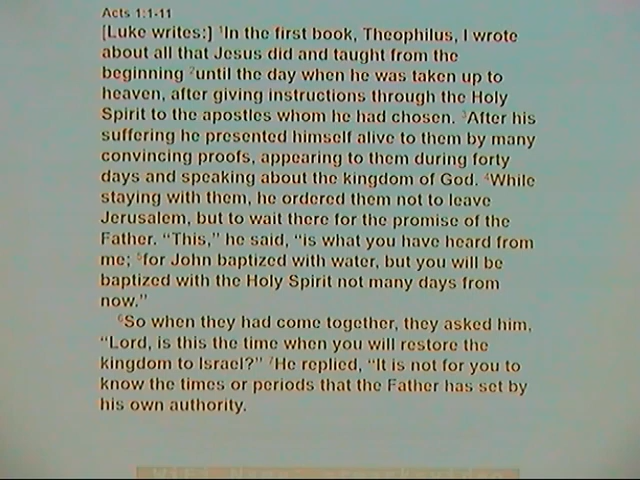 Acts 1:1-11
[Luke writes:] 1In the first book, Theophilus, I wrote
about all that Jesus did and taught from the
beginning 2until the day when he was taken up to
heaven, after giving instructions through the Holy
Spirit to the apostles whom he had chosen. 3After his
suffering he presented himself alive to them by many
convincing proofs, appearing to them during forty
days and speaking about the kingdom of God. 4While
staying with them, he ordered them not to leave
Jerusalem, but to wait there for the promise of the
Father. “This,” he said, “is what you have heard from
me; 5for John baptized with water, but you will be
baptized with the Holy Spirit not many days from
now.”
6So when they had come together, they asked him,
“Lord, is this the time when you will restore the
kingdom to Israel?” 7He replied, “It is not for you to
know the times or periods that the Father has set by
his own authority.